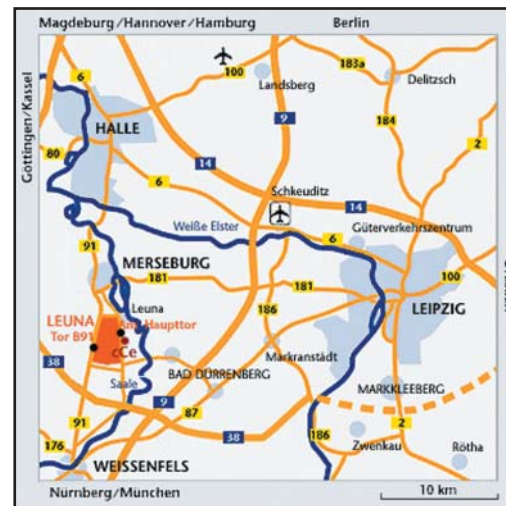 Magdeburg/Hannover/Hamburg
Berlin
Göttingen/Kassel
6
100
183a
Landsberg
Delitzsch
HALLE
9
184
2
80
14
6
Schkeuditz
14
Weiße Elster
6
Güterverkehrszentrum
91
MERSEBURG
181
181
100
Leuna
186
LEIPZIG
LEUNA
Am Haupttor
Tor B91
cCe
Markranstädt
38
Saale
BAD DÜRRENBERG
MARKKLEEBERG
9
87
91
38
186
2
176
Zwenkau
Rötha
WEISSENFELS
Nürnberg/München
10 km